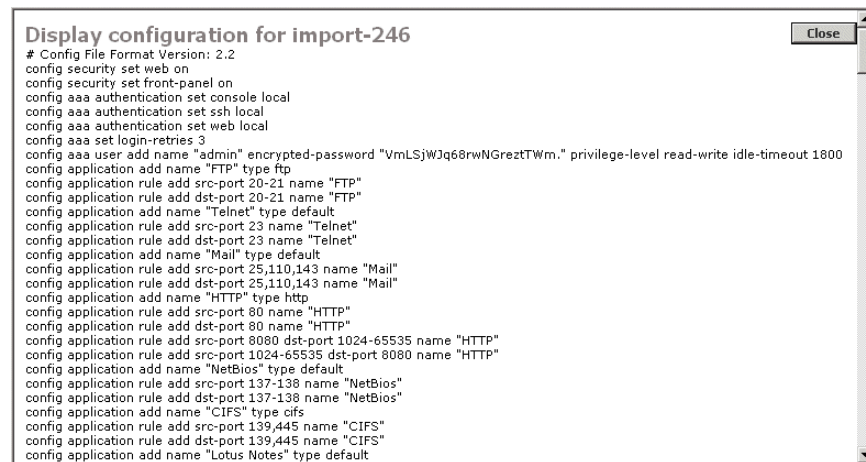 Display configuration for import-246
Close
# Config File Format Version: 2.2
config security set web on
config security set front-panel on
config aaa authentication set console local
config aaa authentication set ssh local
config aaa authentication set web local
config aaa set login-retries 3
config aaa user add name "admin" encrypted-password "VmLSjWJq68rwNGreztTWm." privilege-level read-write idle-timeout 1800
config application add name "FTP" type ftp
config application rule add src-port 20-21 name "FTP"
config application rule add dst-port 20-21 name "FTP"
config application add name "Telnet" type default
config application rule add src-port 23 name "Telnet"
config application rule add dst-port 23 name "Telnet"
config application add name "Mail" type default
config application rule add src-port 25,110,143 name "Mail"
config application rule add dst-port 25,110,143 name "Mail"
config application add name "HTTP" type http
config application rule add src-port 80 name "HTTP"
config application rule add dst-port 80 name "HTTP"
config application rule add src-port 8080 dst-port 1024-65535 name "HTTP"
config application rule add src-port 1024-65535 dst-port 8080 name "HTTP"
config application add name "NetBios" type default
config application rule add src-port 137-138 name "NetBios"
config application rule add dst-port 137-138 name "NetBios"
config application add name "CIFS" type cifs
config application rule add src-port 139,445 name "CIFS"
config application rule add dst-port 139,445 name "CIFS"
config application add name "Lotus Notes" type default